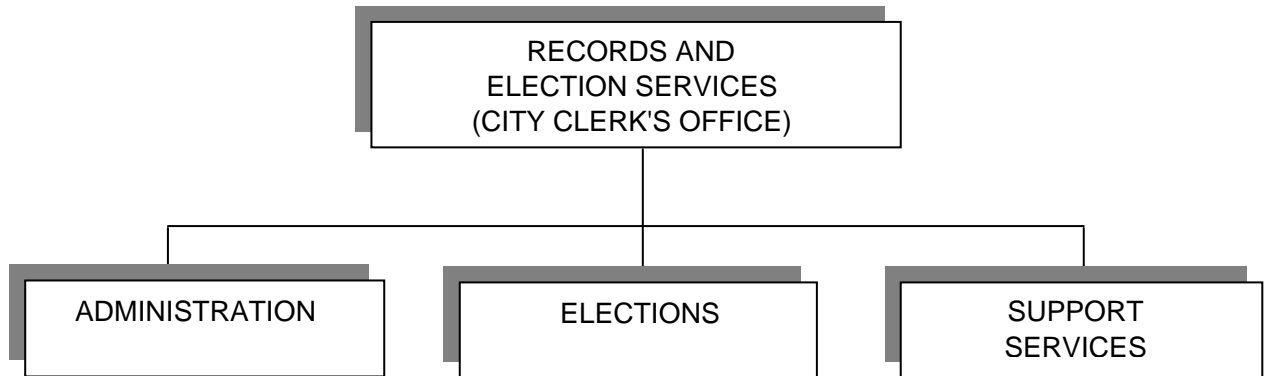 RECORDS AND
ELECTION SERVICES
(CITY CLERK'S OFFICE)
ADMINISTRATION
ELECTIONS
SUPPORT
SERVICES